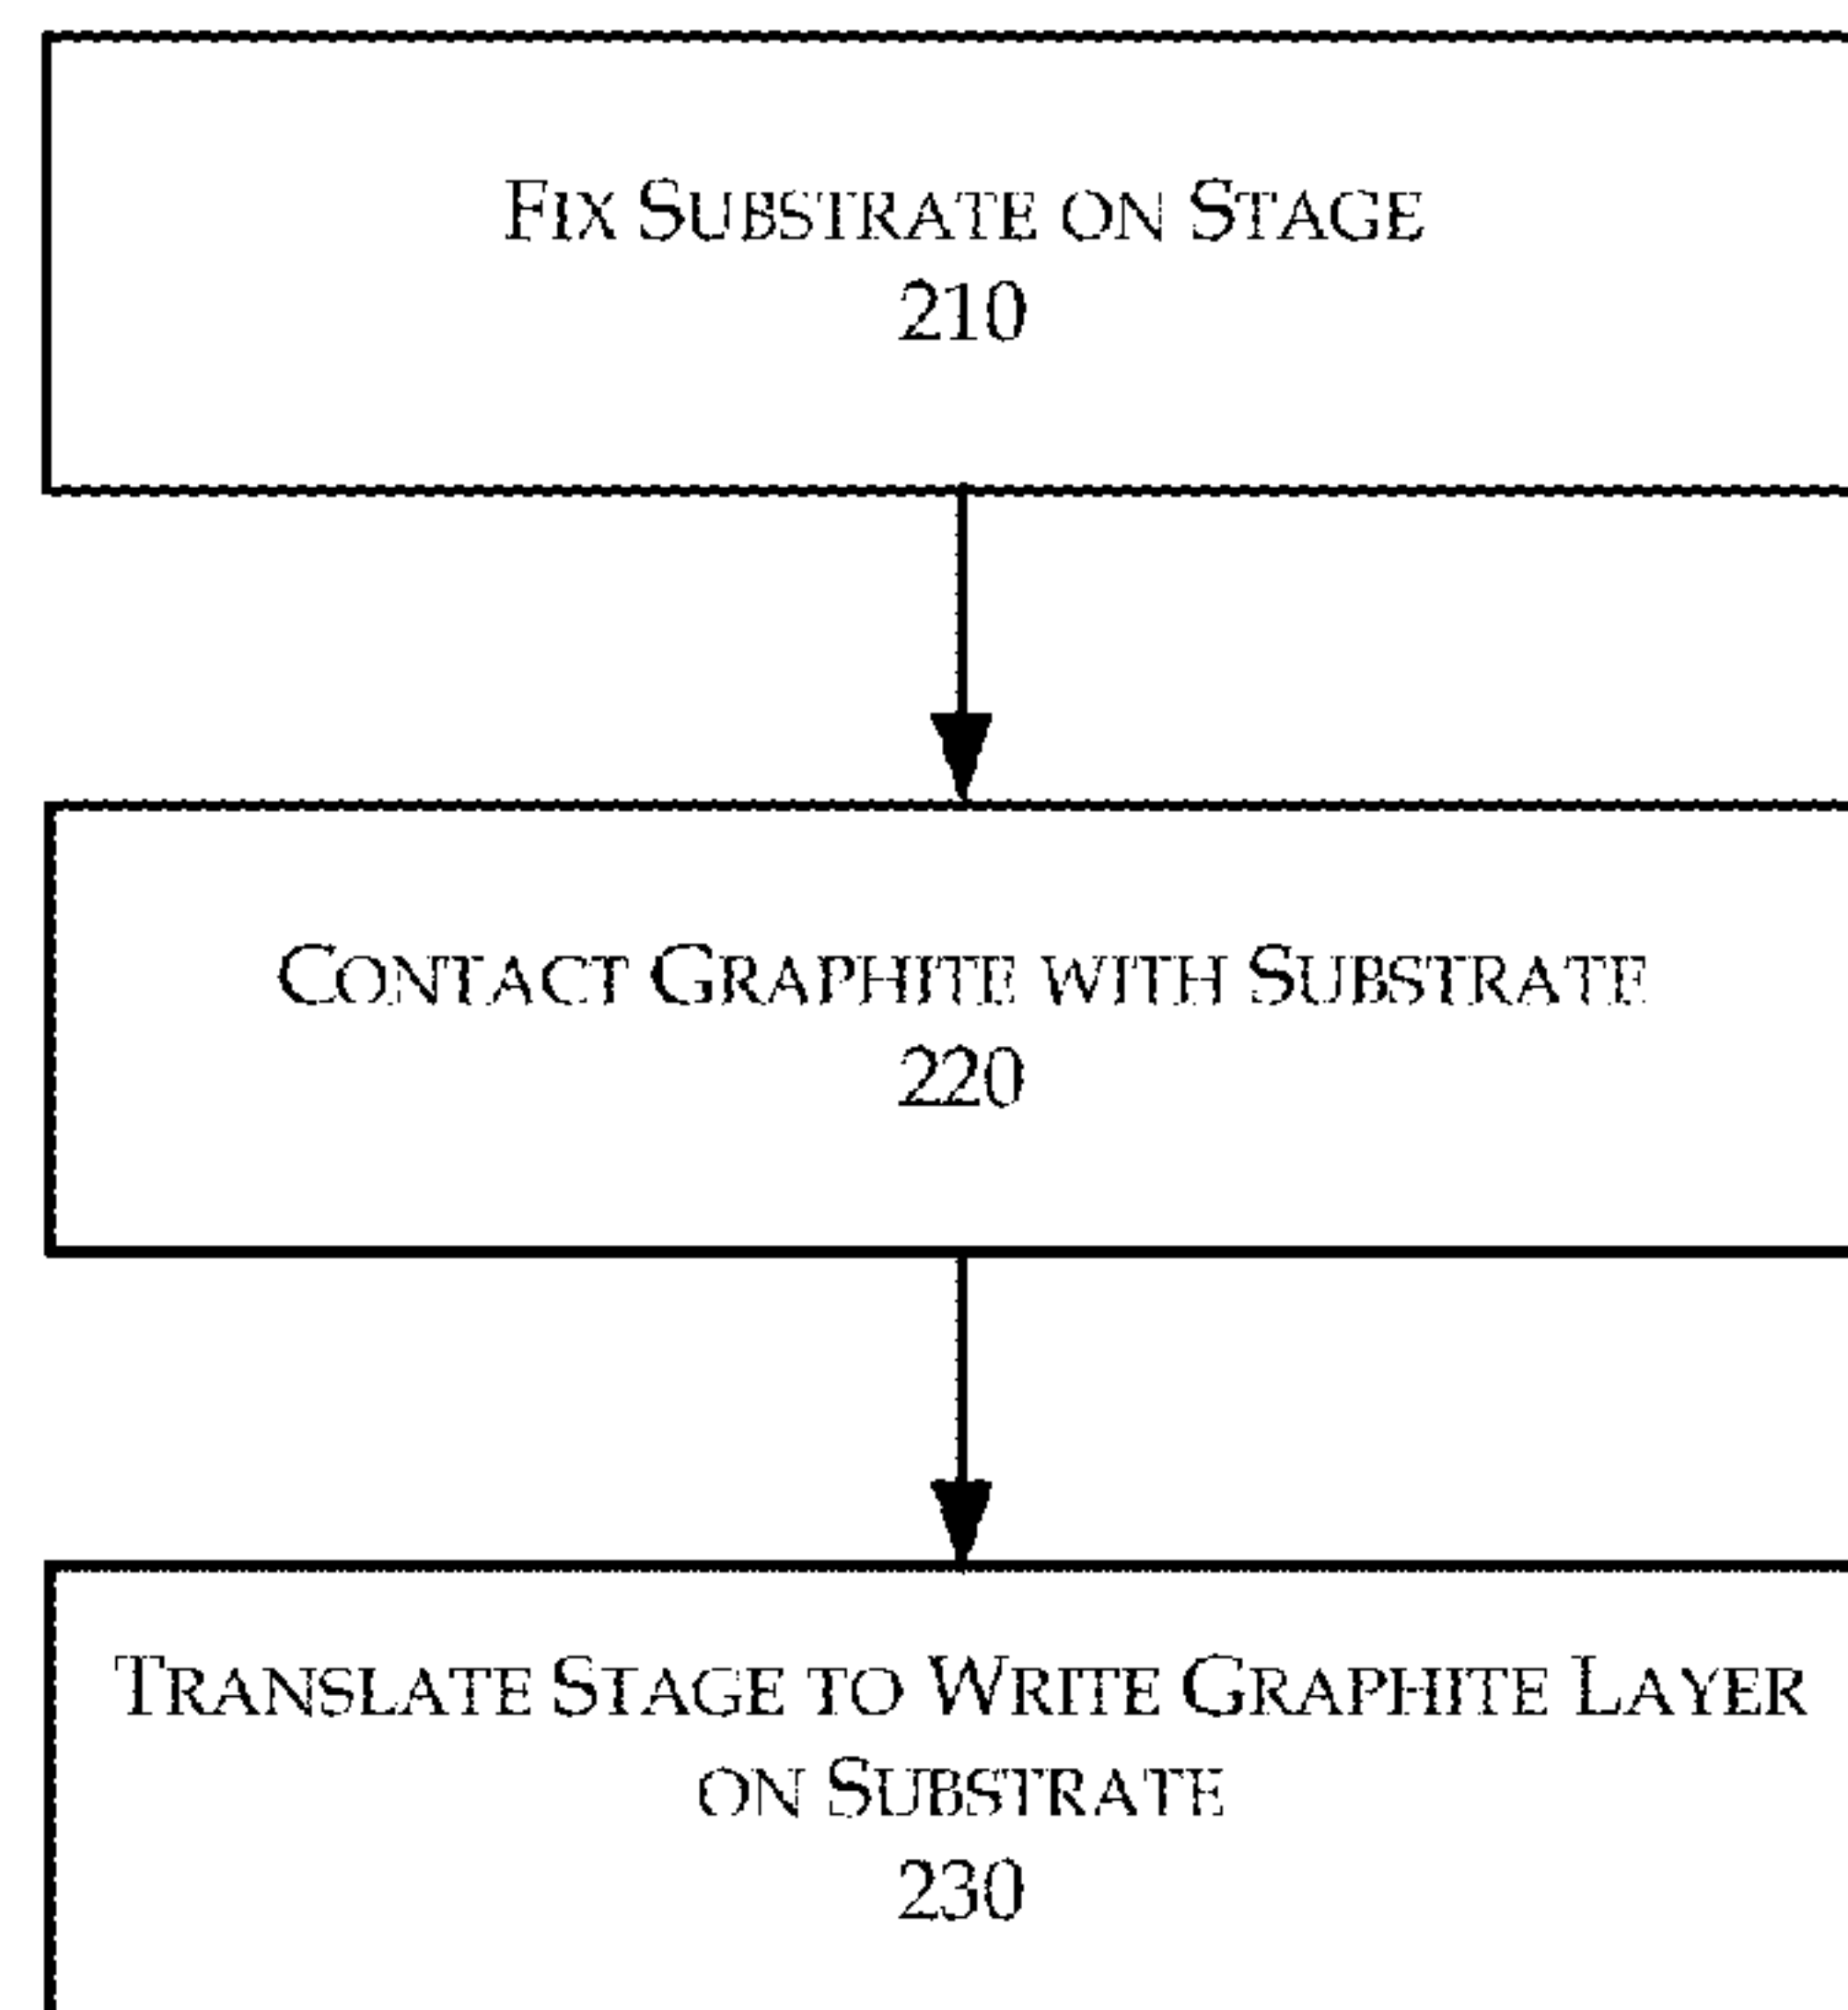 Fix Substrate on Stage
210
Contact Graphite with Substrate
220
Translate Stage to Write Graphite Layer
on Substrate
230